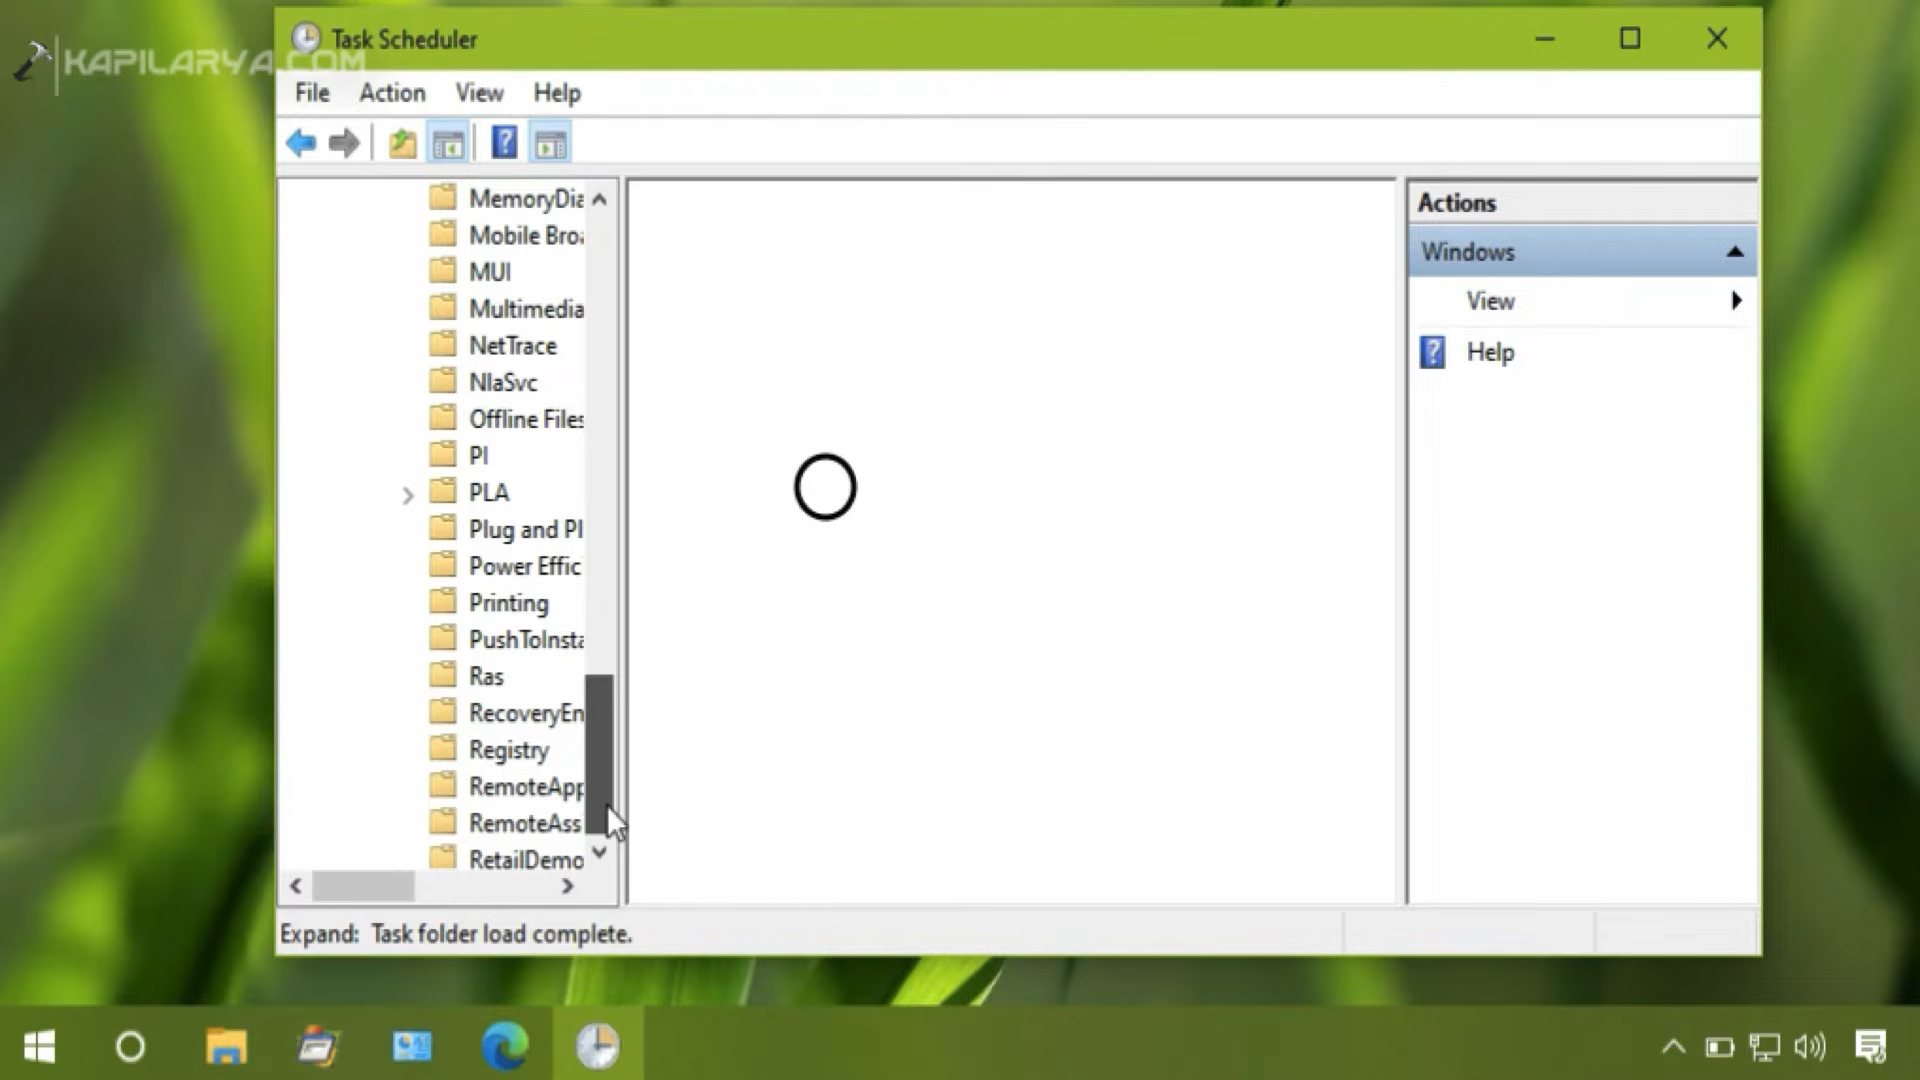 KAPILARYA.COM
Task Scheduler
File Action View Help
MemoryDia
Mobile Broa
MUI
Multimedia
NetTrace
NlaSvc
Offline Files
PI
PLA
Plug and Pl
Power Effic
Printing
PushToInsta
Ras
RecoveryEn
Registry
RemoteApp
RemoteAss
RetailDemo
Actions
Windows
View
Help
Expand: Task folder load complete.